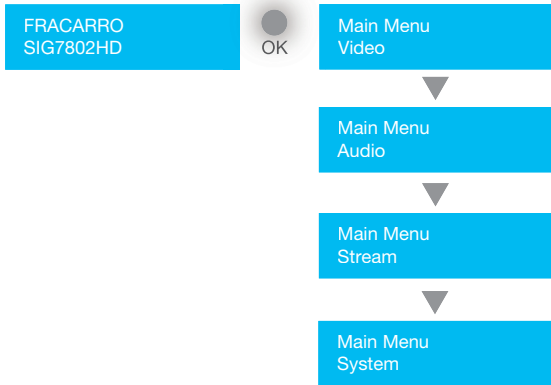 FRACARRO
SIG7802HD
OK
Main Menu
Video
Main Menu
Audio
Main Menu
Stream
Main Menu
System